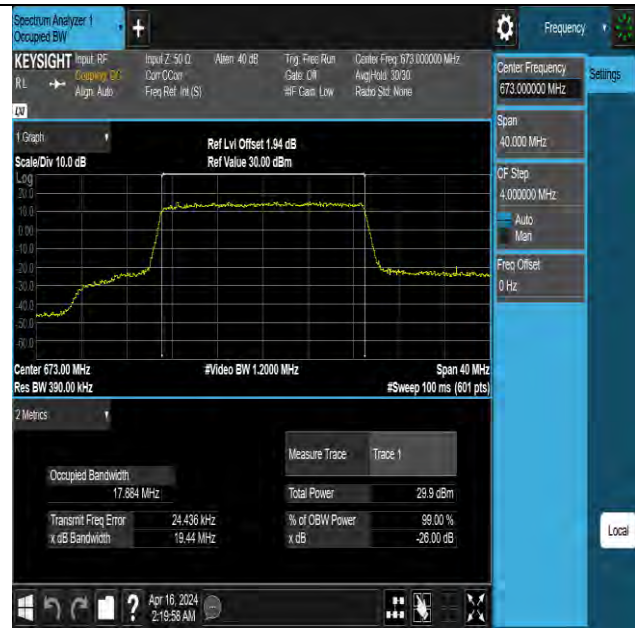 Spectrum Analyzer 1
Occupied BW
+
Frequency
KEYSIGHT
RL
Input: RF
Coupling: DC
Align: Auto
Input Z: 50 Ω
Corr CCorr
Freq Ref: Int (S)
Atten: 40 dB
Trig: Free Run
Gate: Off
#IF Gain: Low
Center Freq: 673.000000 MHz
Avg|Hold: 30/30
Radio Std: None
LXI
Center Frequency
673.000000 MHz
Settings
Span
40.000 MHz
CF Step
4.000000 MHz
Auto
Man
Freq Offset
0 Hz
1 Graph
Scale/Div 10.0 dB
Ref Lvl Offset 1.94 dB
Ref Value 30.00 dBm
Log
20.0
10.0
0.00
-10.0
-20.0
-30.0
-40.0
-50.0
-60.0
Center 673.00 MHz
#Video BW 1.2000 MHz
Span 40 MHz
Res BW 390.00 kHz
#Sweep 100 ms (601 pts)
2 Metrics
Measure Trace
Trace 1
Occupied Bandwidth
17.884 MHz
Total Power
29.9 dBm
Transmit Freq Error
24.436 kHz
% of OBW Power
99.00 %
x dB Bandwidth
19.44 MHz
x dB
-26.00 dB
Local
?
Apr 16, 2024
2:19:58 AM